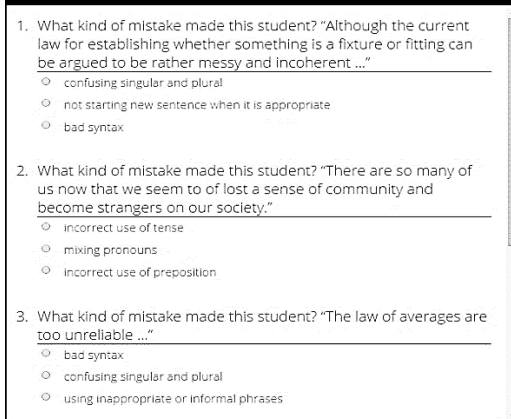 1. What kind of mistake made this student? “Although the current
law for establishing whether something is a fixture or fitting can
be argued to be rather messy and incoherent ...”
confusing singular and plural
not starting new sentence when it is appropriate
bad syntax
2. What kind of mistake made this student? “There are so many of
us now that we seem to of lost a sense of community and
become strangers on our society.”
incorrect use of tense
mixing pronouns
incorrect use of preposition
3. What kind of mistake made this student? “The law of averages are
too unreliable ...”
bad syntax
confusing singular and plural
using inappropriate or informal phrases